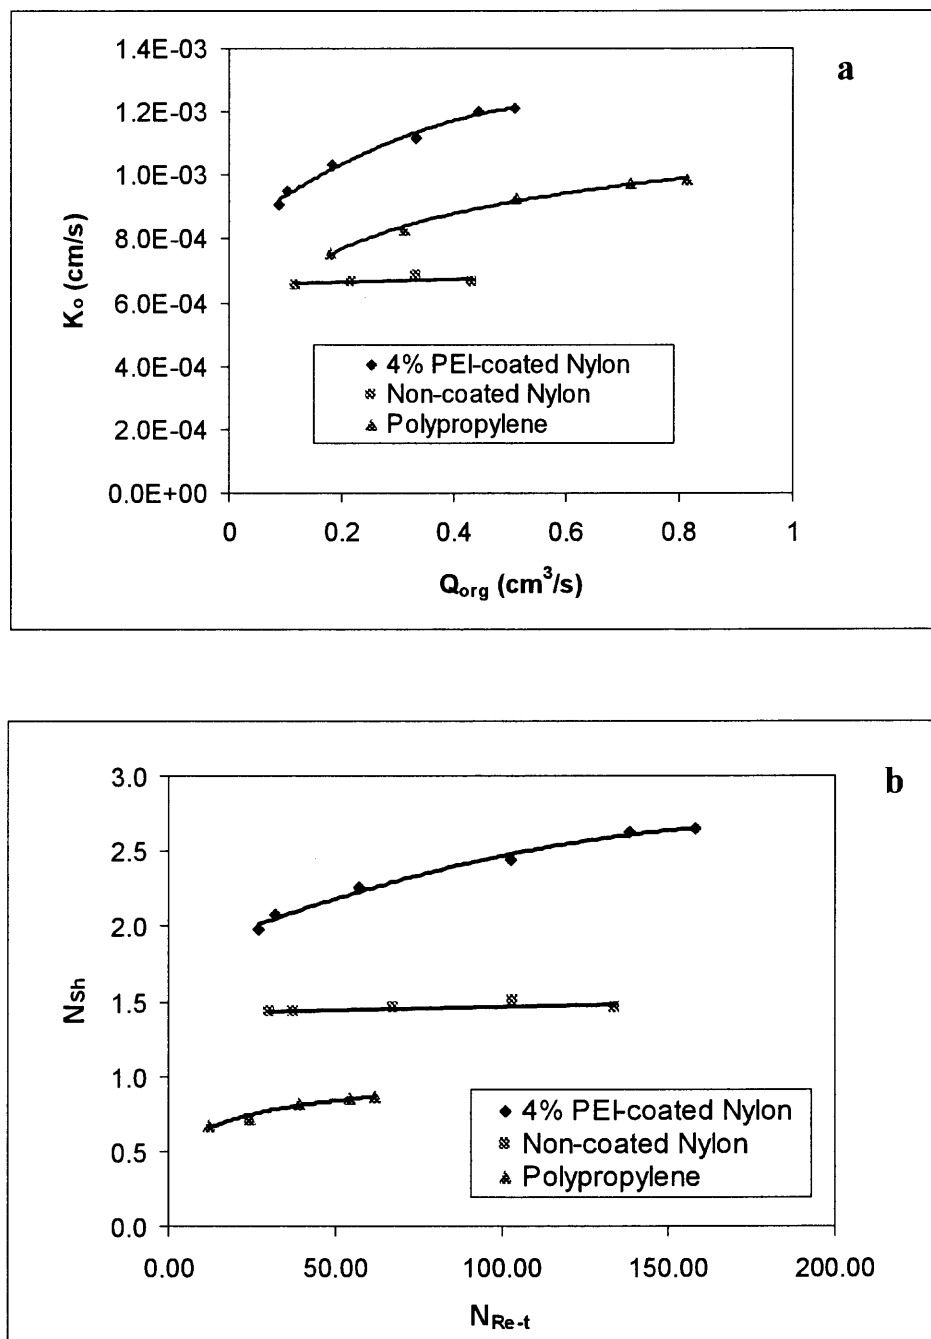 1.4E-03
a
1.2E-03
1.0E-03
8.0E-04
6.0E-04
4.0E-04
2.0E-04
0.0E+00
Kₒ (cm/s)
4% PEI-coated Nylon
Non-coated Nylon
Polypropylene
0 0.2 0.4 0.6 0.8 1
Qorg (cm³/s)
3.0
b
2.5
2.0
1.5
1.0
0.5
0.0
NSh
4% PEI-coated Nylon
Non-coated Nylon
Polypropylene
0.00 50.00 100.00 150.00 200.00
NRe-t